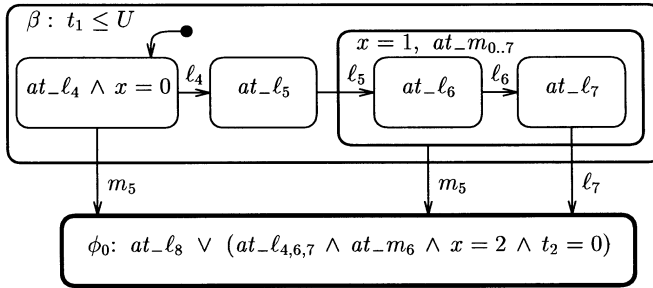 β : t₁ ≤ U
x = 1, at_m₀..₇
at_ℓ₄ ∧ x = 0
ℓ₄
at_ℓ₅
ℓ₅
at_ℓ₆
ℓ₆
at_ℓ₇
m₅
m₅
ℓ₇
ϕ₀: at_ℓ₈ ∨ (at_ℓ₄,₆,₇ ∧ at_m₆ ∧ x = 2 ∧ t₂ = 0)